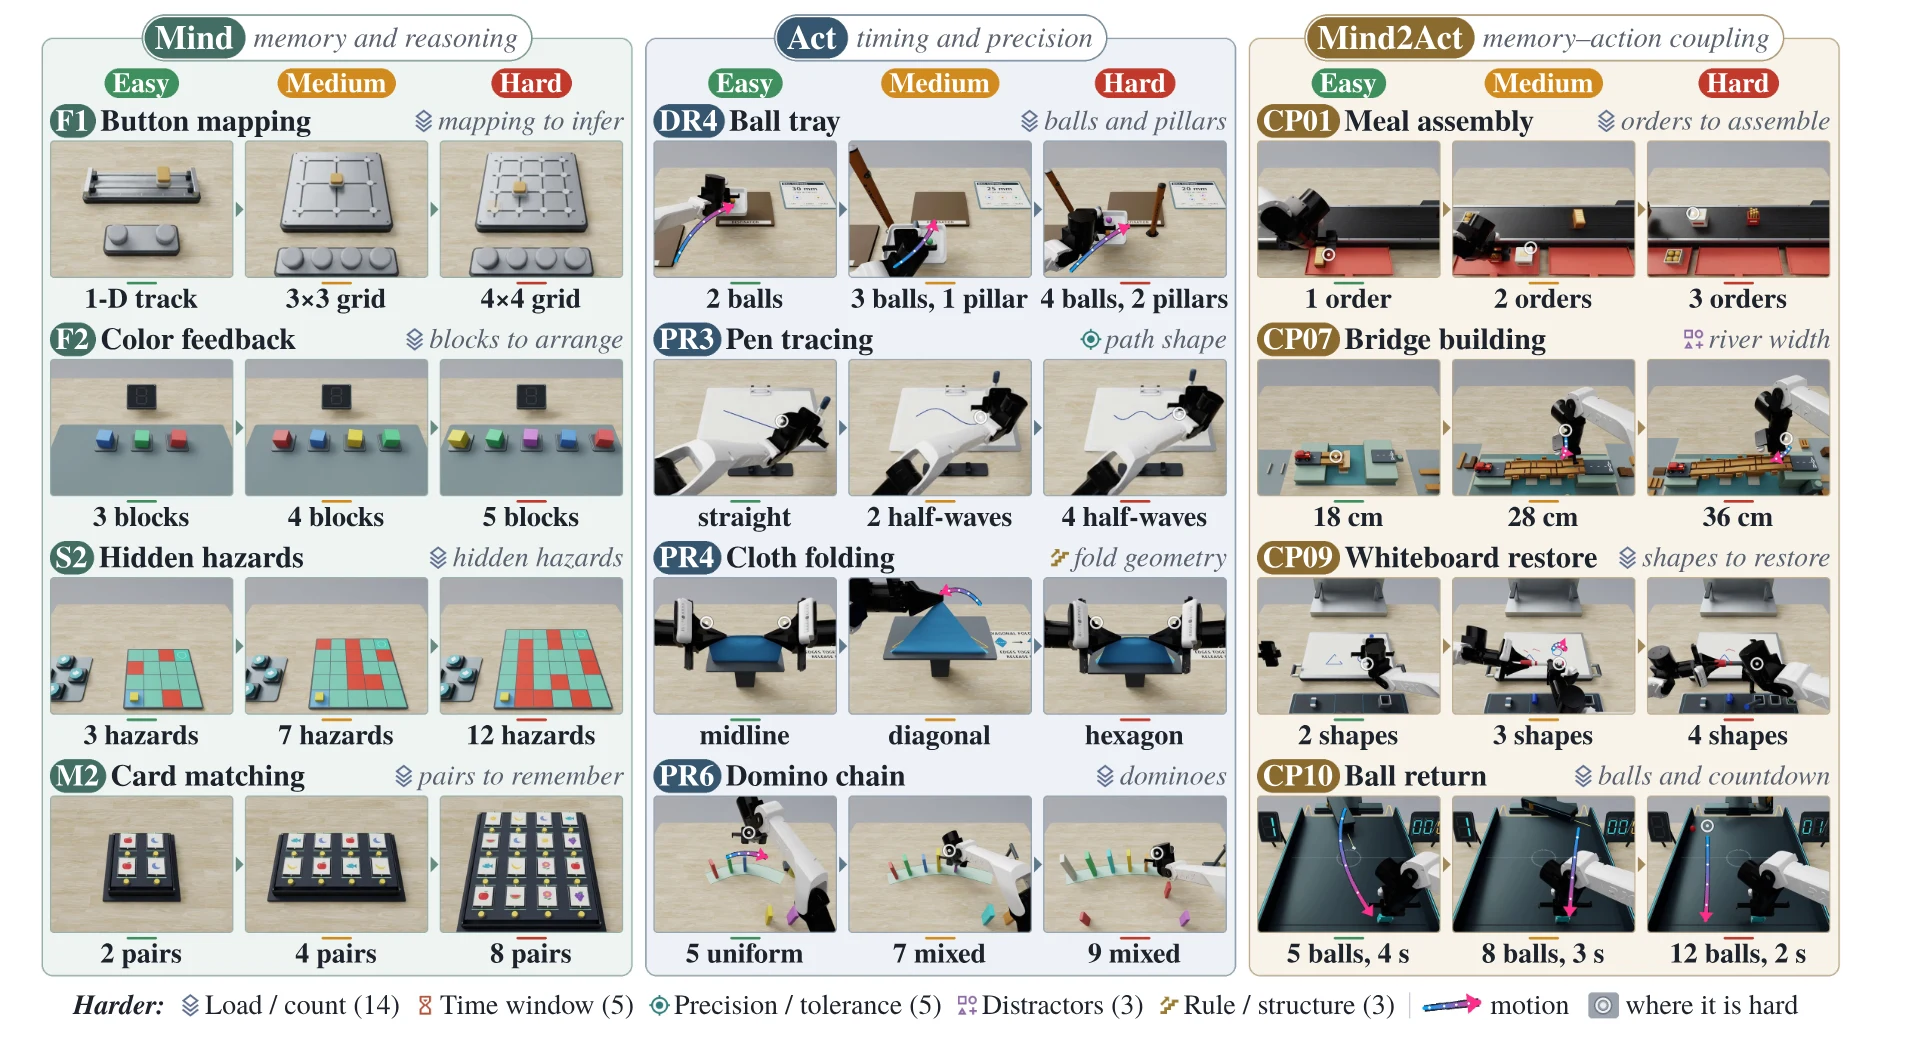 Mind memory and reasoning
Easy Medium Hard
F1 Button mapping mapping to infer
1-D track 3×3 grid 4×4 grid
F2 Color feedback blocks to arrange
3 blocks 4 blocks 5 blocks
S2 Hidden hazards hidden hazards
3 hazards 7 hazards 12 hazards
M2 Card matching pairs to remember
2 pairs 4 pairs 8 pairs
Act timing and precision
Easy Medium Hard
DR4 Ball tray balls and pillars
30 mm 25 mm 20 mm
2 balls 3 balls, 1 pillar 4 balls, 2 pillars
PR3 Pen tracing path shape
straight 2 half-waves 4 half-waves
PR4 Cloth folding fold geometry
midline diagonal hexagon
PR6 Domino chain dominoes
5 uniform 7 mixed 9 mixed
Mind2Act memory–action coupling
Easy Medium Hard
CP01 Meal assembly orders to assemble
1 order 2 orders 3 orders
CP07 Bridge building river width
18 cm 28 cm 36 cm
CP09 Whiteboard restore shapes to restore
2 shapes 3 shapes 4 shapes
CP10 Ball return balls and countdown
5 balls, 4 s 8 balls, 3 s 12 balls, 2 s
Harder: Load / count (14) Time window (5) Precision / tolerance (5) Distractors (3) Rule / structure (3) motion where it is hard